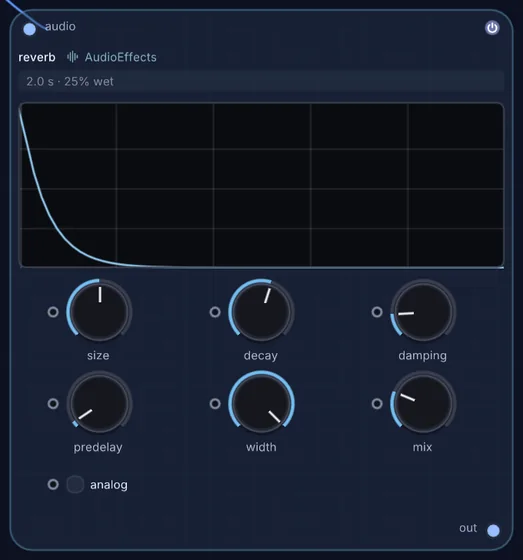 audio
reverb AudioEffects
2.0 s · 25% wet
size decay damping
predelay width mix
analog
out